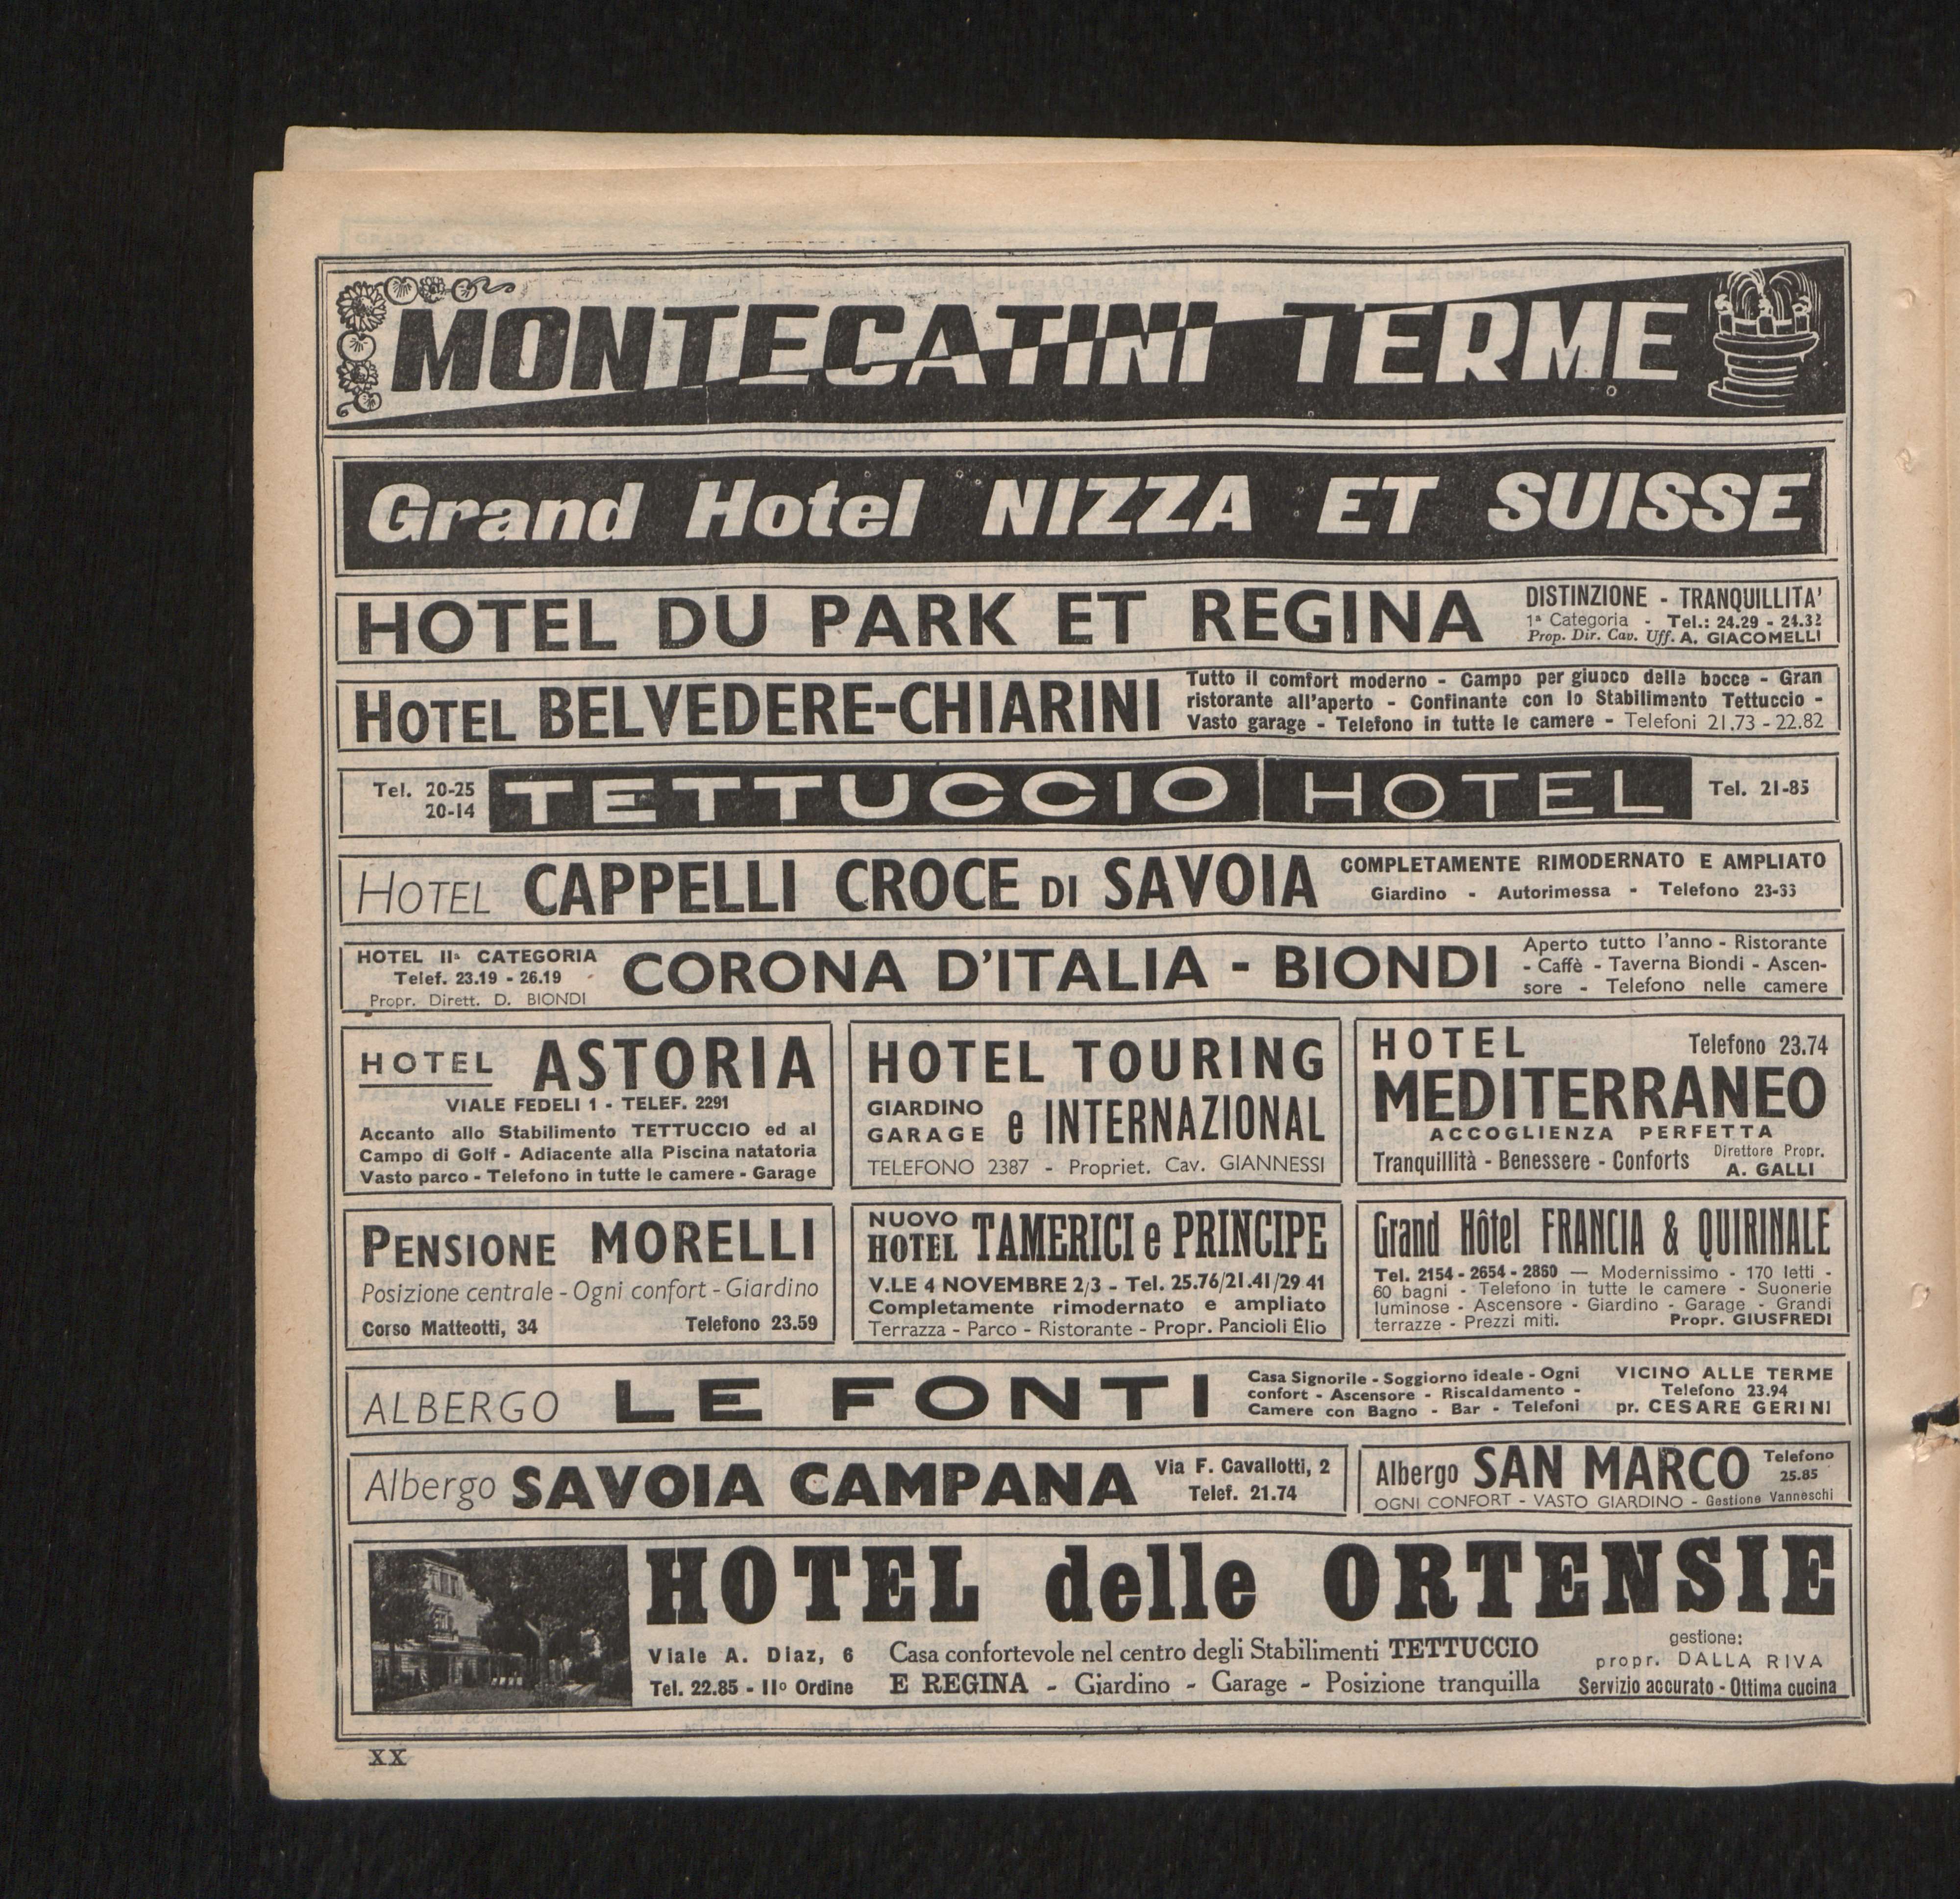 MONTECATINI TERME
Grand Hotel NIZZA ET SUISSE
HOTEL DU PARK ET REGINA
DISTINZIONE - TRANQUILLITA'
1ª Categoria - Tel.: 24.29 - 24.32
Prop. Dir. Cav. Uff. A. GIACOMELLI
HOTEL BELVEDERE-CHIARINI
Tutto il comfort moderno - Campo per giuoco delle bocce - Gran
ristorante all'aperto - Confinante con lo Stabilimento Tettuccio -
Vasto garage - Telefono in tutte le camere - Telefoni 21.73 - 22.82
Tel. 20-25
20-14
TETTUCCIO HOTEL
Tel. 21-85
HOTEL CAPPELLI CROCE DI SAVOIA
COMPLETAMENTE RIMODERNATO E AMPLIATO
Giardino - Autorimessa - Telefono 23-33
HOTEL IIª CATEGORIA
Telef. 23.19 - 26.19
Propr. Dirett. D. BIONDI
CORONA D'ITALIA - BIONDI
Aperto tutto l'anno - Ristorante
- Caffè - Taverna Biondi - Ascen-
sore - Telefono nelle camere
HOTEL ASTORIA
VIALE FEDELI 1 - TELEF. 2291
Accanto allo Stabilimento TETTUCCIO ed al
Campo di Golf - Adiacente alla Piscina natatoria
Vasto parco - Telefono in tutte le camere - Garage
HOTEL TOURING
GIARDINO
GARAGE
e INTERNAZIONAL
TELEFONO 2387 - Propriet. Cav. GIANNESSI
HOTEL
Telefono 23.74
MEDITERRANEO
ACCOGLIENZA PERFETTA
Tranquillità - Benessere - Conforts
Direttore Propr.
A. GALLI
PENSIONE MORELLI
Posizione centrale - Ogni confort - Giardino
Corso Matteotti, 34 Telefono 23.59
NUOVO
HOTEL
TAMERICI e PRINCIPE
V.LE 4 NOVEMBRE 2/3 - Tel. 25.76/21.41/29 41
Completamente rimodernato e ampliato
Terrazza - Parco - Ristorante - Propr. Pancioli Elio
Grand Hôtel FRANCIA & QUIRINALE
Tel. 2154 - 2654 - 2860 — Modernissimo - 170 letti -
60 bagni - Telefono in tutte le camere - Suonerie
luminose - Ascensore - Giardino - Garage - Grandi
terrazze - Prezzi miti. Propr. GIUSFREDI
ALBERGO LE FONTI
Casa Signorile - Soggiorno ideale - Ogni
confort - Ascensore - Riscaldamento -
Camere con Bagno - Bar - Telefoni
VICINO ALLE TERME
Telefono 23.94
pr. CESARE GERINI
Albergo SAVOIA CAMPANA
Via F. Cavallotti, 2
Telef. 21.74
Albergo SAN MARCO
Telefono
25.85
OGNI CONFORT - VASTO GIARDINO - Gestione Vanneschi
HOTEL delle ORTENSIE
Viale A. Diaz, 6
Tel. 22.85 - IIº Ordine
Casa confortevole nel centro degli Stabilimenti TETTUCCIO
E REGINA - Giardino - Garage - Posizione tranquilla
gestione:
propr. DALLA RIVA
Servizio accurato - Ottima cucina
XX